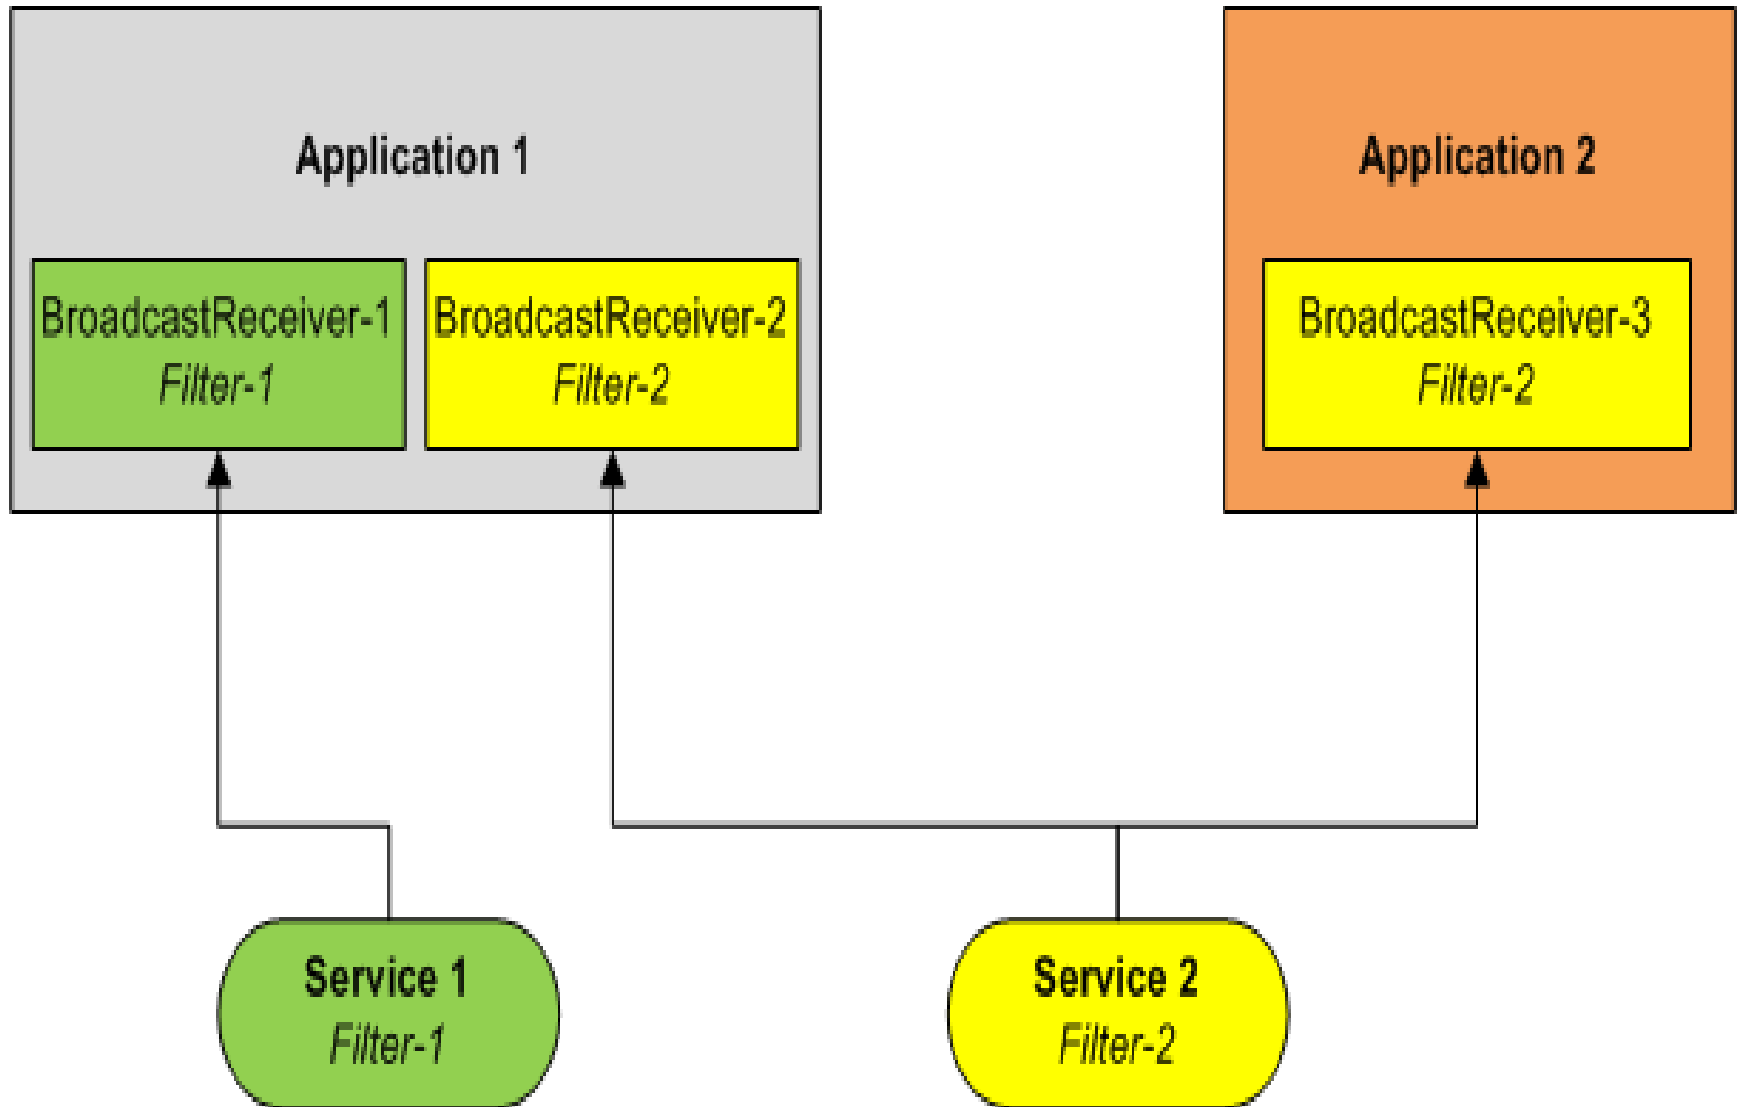 Application 1
Application 2
BroadcastReceiver-1
Filter-1
BroadcastReceiver-2
Filter-2
BroadcastReceiver-3
Filter-2
Service 1
Filter-1
Service 2
Filter-2